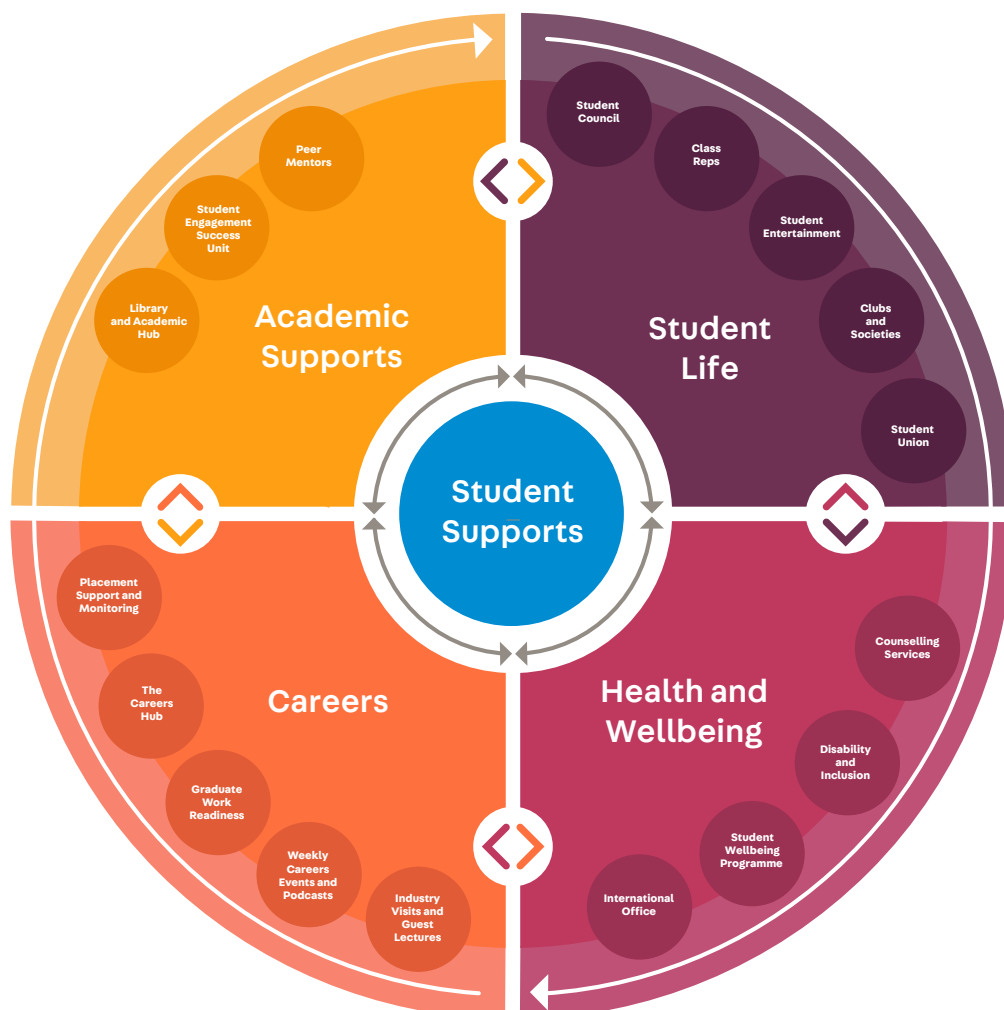 Academic
Supports
Peer
Mentors
Student
Engagement
Success
Unit
Library
and Academic
Hub
Student
Life
Student
Council
Class
Reps
Student
Entertainment
Clubs
and
Societies
Student
Union
Student
Supports
Careers
Placement
Support and
Monitoring
The
Careers
Hub
Graduate
Work
Readiness
Weekly
Careers
Events and
Podcasts
Industry
Visits and
Guest
Lectures
Health and
Wellbeing
Counselling
Services
Disability
and
Inclusion
Student
Wellbeing
Programme
International
Office